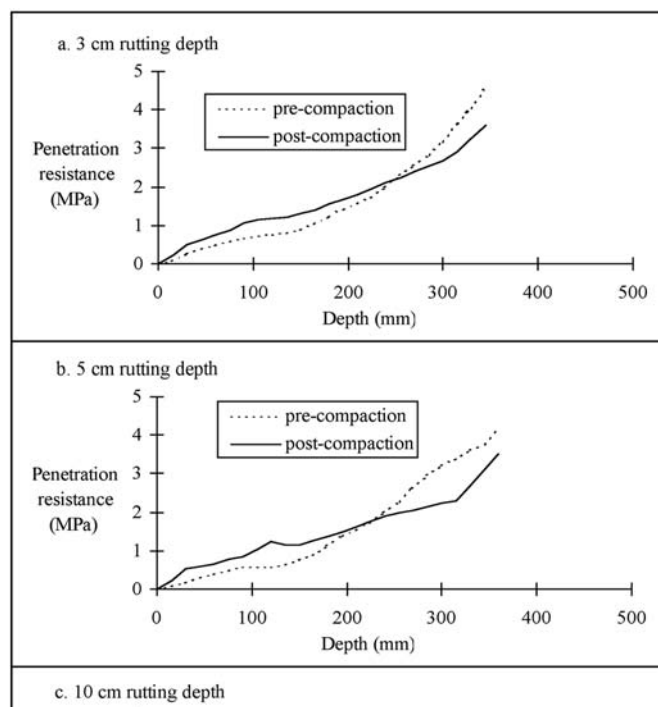 a. 3 cm rutting depth
5
4
3
2
1
0
Penetration
resistance
(MPa)
pre-compaction
post-compaction
0 100 200 300 400 500
Depth (mm)
b. 5 cm rutting depth
5
4
3
2
1
0
Penetration
resistance
(MPa)
pre-compaction
post-compaction
0 100 200 300 400 500
Depth (mm)
c. 10 cm rutting depth